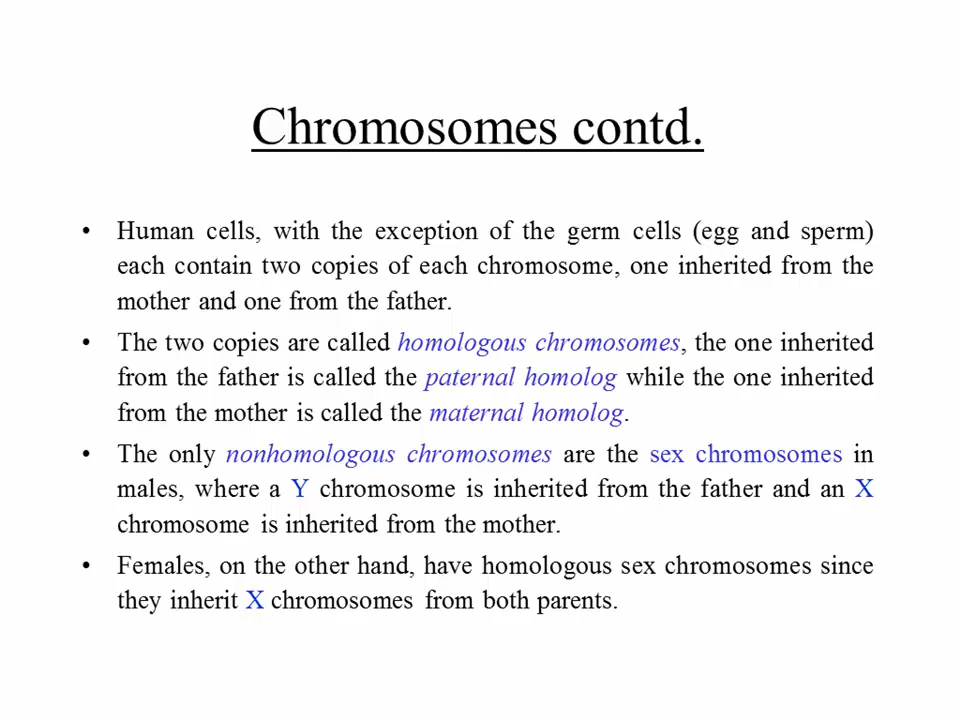 Chromosomes contd.
• Human cells, with the exception of the germ cells (egg and sperm)
each contain two copies of each chromosome, one inherited from the
mother and one from the father.
• The two copies are called homologous chromosomes, the one inherited
from the father is called the paternal homolog while the one inherited
from the mother is called the maternal homolog.
• The only nonhomologous chromosomes are the sex chromosomes in
males, where a Y chromosome is inherited from the father and an X
chromosome is inherited from the mother.
• Females, on the other hand, have homologous sex chromosomes since
they inherit X chromosomes from both parents.